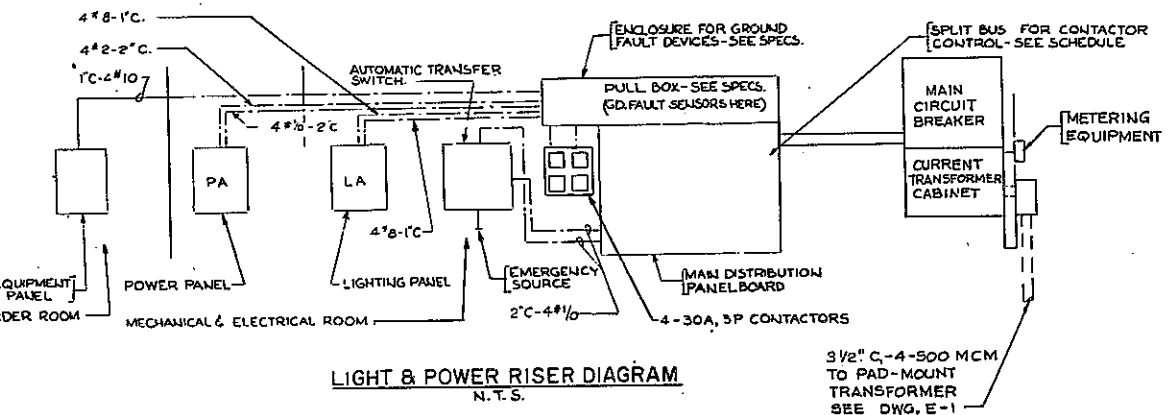 4#8-1"C.
4#2-2"C.
1"C-4#10
AUTOMATIC TRANSFER
SWITCH.
ENCLOSURE FOR GROUND
FAULT DEVICES-SEE SPECS.
SPLIT BUS FOR CONTACTOR
CONTROL-SEE SCHEDULE
PULL BOX-SEE SPECS.
(GD.FAULT SENSORS HERE)
MAIN
CIRCUIT
BREAKER
METERING
EQUIPMENT
4#1/0-2"C
PA
LA
CURRENT
TRANSFORMER
CABINET
4#8-1"C
EQUIPMENT
PANEL
POWER PANEL
LIGHTING PANEL
EMERGENCY
SOURCE
MAIN DISTRIBUTION
PANELBOARD
DER ROOM
MECHANICAL & ELECTRICAL ROOM
2"C-4#1/0
4-30A, 3P CONTACTORS
3 1/2" C,-4-500 MCM
TO PAD-MOUNT
TRANSFORMER
SEE DWG, E-1
LIGHT & POWER RISER DIAGRAM
N.T.S.